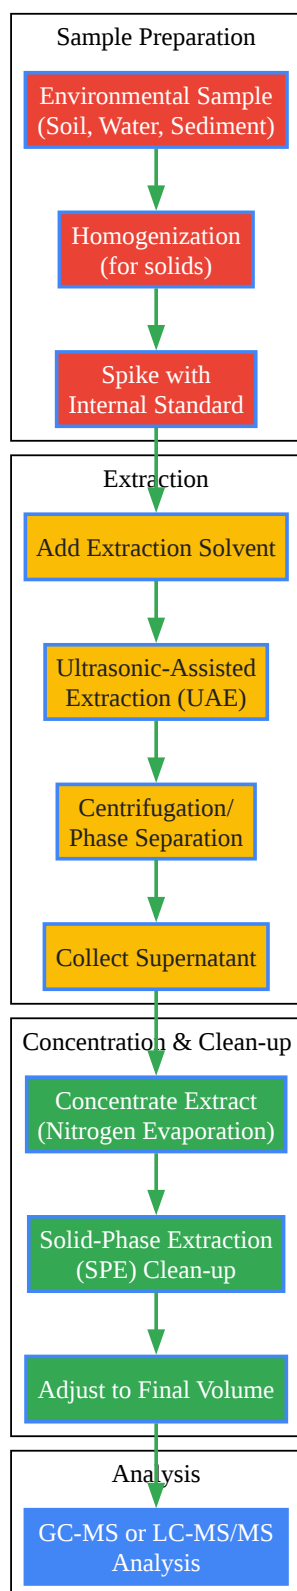 Sample Preparation
Environmental Sample
(Soil, Water, Sediment)
Homogenization
(for solids)
Spike with
Internal Standard
Extraction
Add Extraction Solvent
Ultrasonic-Assisted
Extraction (UAE)
Centrifugation/
Phase Separation
Collect Supernatant
Concentration & Clean-up
Concentrate Extract
(Nitrogen Evaporation)
Solid-Phase Extraction
(SPE) Clean-up
Adjust to Final Volume
Analysis
GC-MS or LC-MS/MS
Analysis